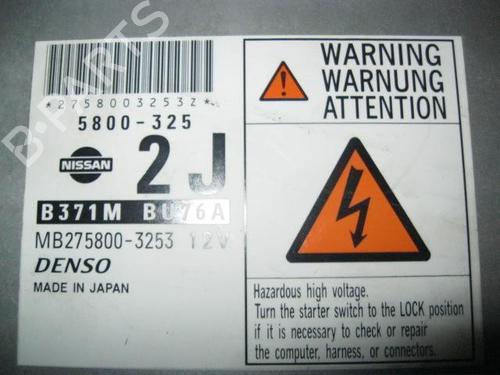 *2758003253Z*
5800-325
NISSAN
2J
B371M BU76A
MB275800-3253 12V
DENSO
MADE IN JAPAN
WARNING
WARNUNG
ATTENTION
Hazardous high voltage.
Turn the starter switch to the LOCK position
if it is necessary to check or repair
the computer, harness, or connectors.
B·PARTS